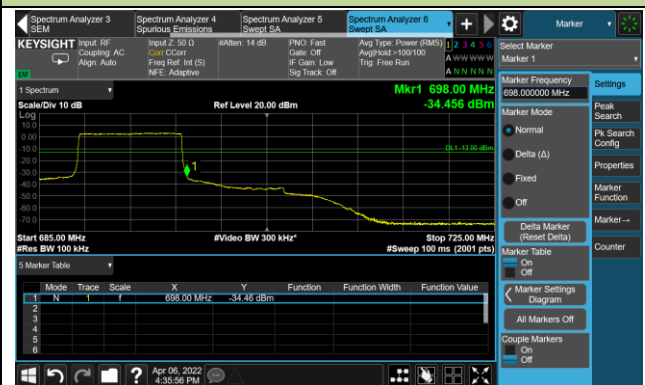 Spectrum Analyzer 3
SEM
Spectrum Analyzer 4
Spurious Emissions
Spectrum Analyzer 5
Swept SA
Spectrum Analyzer 6
Swept SA
Marker
KEYSIGHT
Input: RF
Coupling: AC
Align: Auto
Input Z: 50 Ω
Corr CCorr
Freq Ref: Int (S)
NFE: Adaptive
#Atten: 14 dB
PNO: Fast
Gate: Off
IF Gain: Low
Sig Track: Off
Avg Type: Power (RMS)
Avg|Hold:>100/100
Trig: Free Run
1 2 3 4 5 6
A W W W W W
A N N N N N
Select Marker
Marker 1
1 Spectrum
Mkr1 698.00 MHz
Scale/Div 10 dB
Ref Level 20.00 dBm
-34.456 dBm
Log
10.0
0.00
-10.0
-20.0
-30.0
-40.0
-50.0
-60.0
-70.0
DL1 -13.00 dBm
1
Start 685.00 MHz
#Video BW 300 kHz*
Stop 725.00 MHz
#Res BW 100 kHz
#Sweep 100 ms (2001 pts)
5 Marker Table
Mode Trace Scale X Y Function Function Width Function Value
1 N 1 f 698.00 MHz -34.46 dBm
2
3
4
5
6
Marker Frequency
698.000000 MHz
Marker Mode
Normal
Delta (Δ)
Fixed
Off
Delta Marker
(Reset Delta)
Marker Table
On
Off
Marker Settings
Diagram
All Markers Off
Couple Markers
On
Off
Settings
Peak
Search
Pk Search
Config
Properties
Marker
Function
Marker→
Counter
Apr 06, 2022
4:35:56 PM